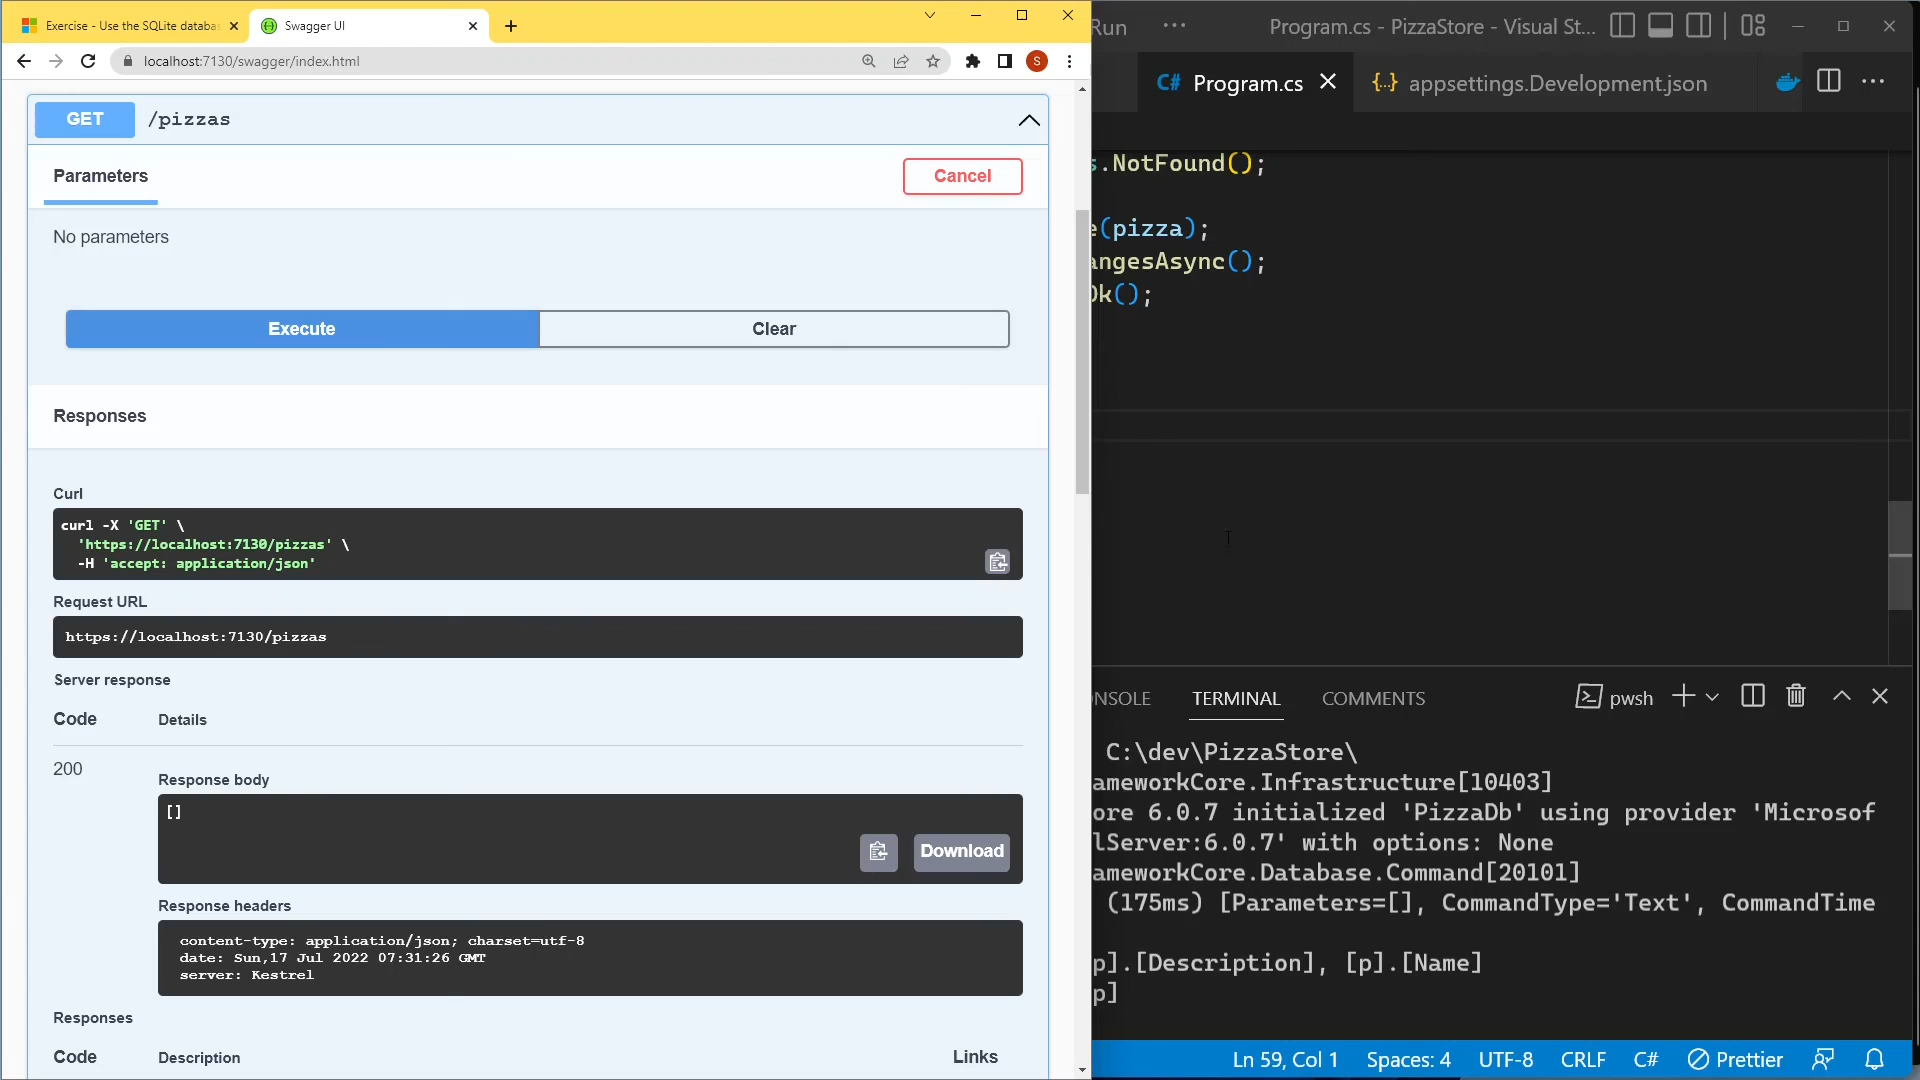 Exercise - Use the SQLite databas
Swagger UI
localhost:7130/swagger/index.html
S
GET /pizzas
Parameters
Cancel
No parameters
Execute
Clear
Responses
Curl
curl -X 'GET' \
'https://localhost:7130/pizzas' \
-H 'accept: application/json'
Request URL
https://localhost:7130/pizzas
Server response
Code Details
200
Response body
[]
Download
Response headers
content-type: application/json; charset=utf-8
date: Sun,17 Jul 2022 07:31:26 GMT
server: Kestrel
Responses
Code Description Links
Run ··· Program.cs - PizzaStore - Visual St...
C# Program.cs {..} appsettings.Development.json
s.NotFound();
e(pizza);
angesAsync();
Ok();
ONSOLE TERMINAL COMMENTS pwsh
C:\dev\PizzaStore\
ameworkCore.Infrastructure[10403]
ore 6.0.7 initialized 'PizzaDb' using provider 'Microsof
lServer:6.0.7' with options: None
ameworkCore.Database.Command[20101]
(175ms) [Parameters=[], CommandType='Text', CommandTime
p].[Description], [p].[Name]
p]
Ln 59, Col 1 Spaces: 4 UTF-8 CRLF C# Prettier